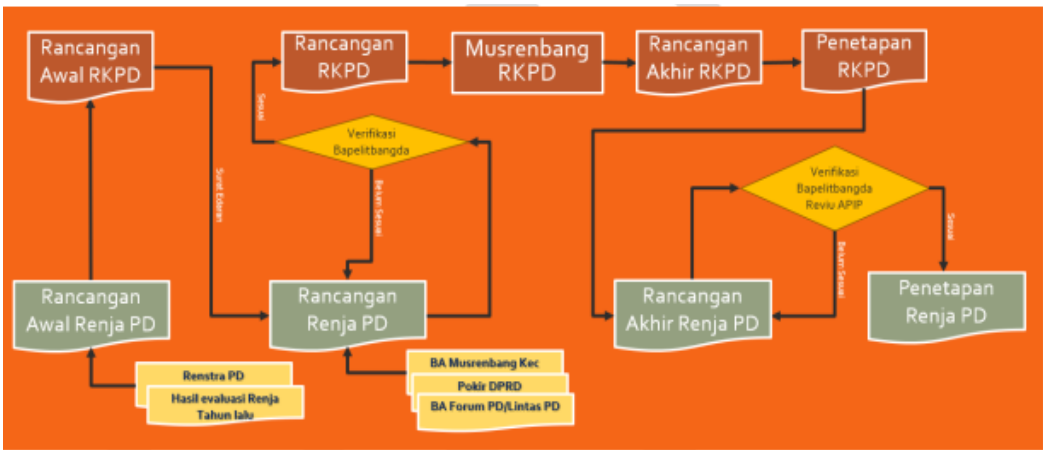 Rancangan
Awal RKPD
Rancangan
RKPD
Musrenbang
RKPD
Rancangan
Akhir RKPD
Penetapan
RKPD
Sesuai
Verifikasi
Bapelitbangda
Surat Edaran
Belum Sesuai
Verifikasi
Bapelitbangda
Reviu APIP
Sesuai
Belum Sesuai
Rancangan
Awal Renja PD
Rancangan
Renja PD
Rancangan
Akhir Renja PD
Penetapan
Renja PD
Renstra PD
Hasil evaluasi Renja
Tahun lalu
BA Musrenbang Kec
Pokir DPRD
BA Forum PD/Lintas PD